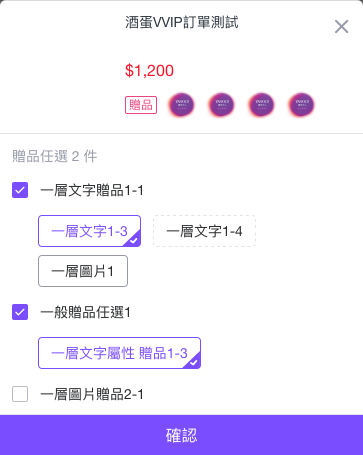 酒蛋VVIP訂單測試
$1,200
贈品
贈品任選 2 件
一層文字贈品1-1
一層文字1-3 一層文字1-4
一層圖片1
一般贈品任選1
一層文字屬性 贈品1-3
一層圖片贈品2-1
確認